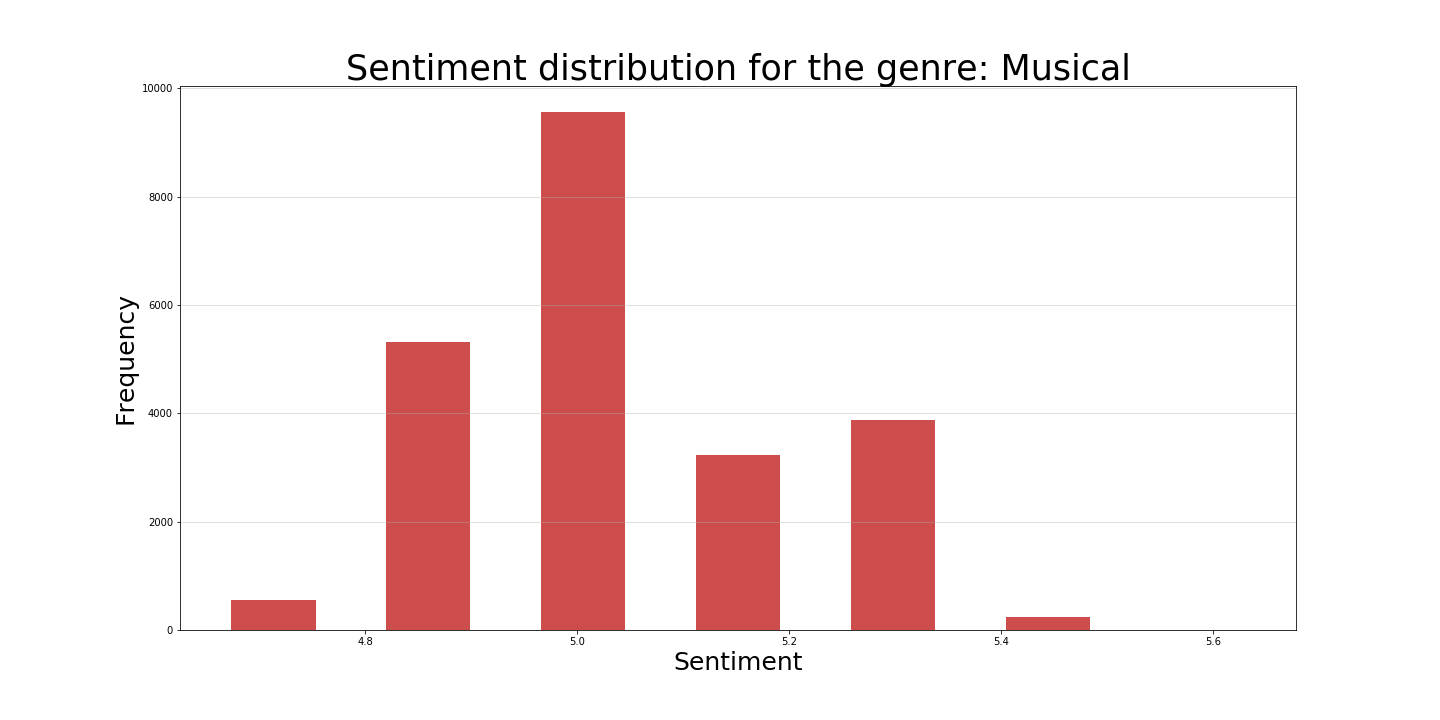 Sentiment distribution for the genre: Musical
10000
8000
6000
4000
2000
0
Frequency
4.8 5.0 5.2 5.4 5.6
Sentiment